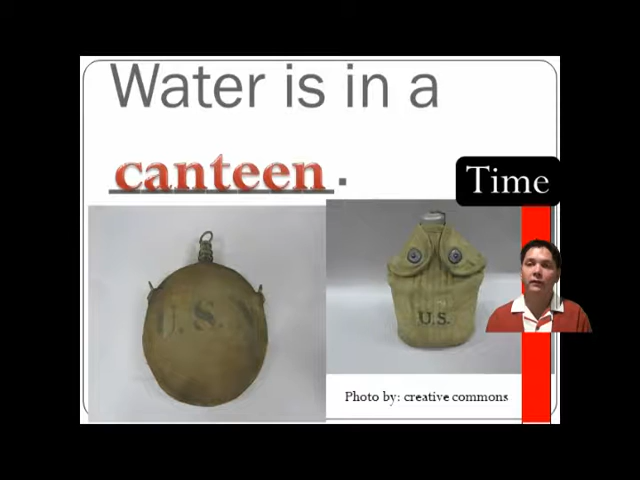 Water is in a
canteen.
Time
U.S.
U.S.
Photo by: creative commons